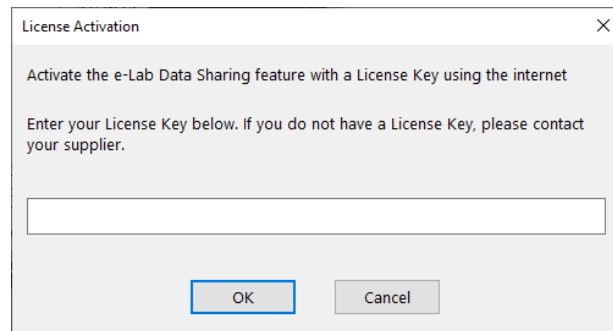 License Activation
Activate the e-Lab Data Sharing feature with a License Key using the internet
Enter your License Key below. If you do not have a License Key, please contact
your supplier.
OK
Cancel